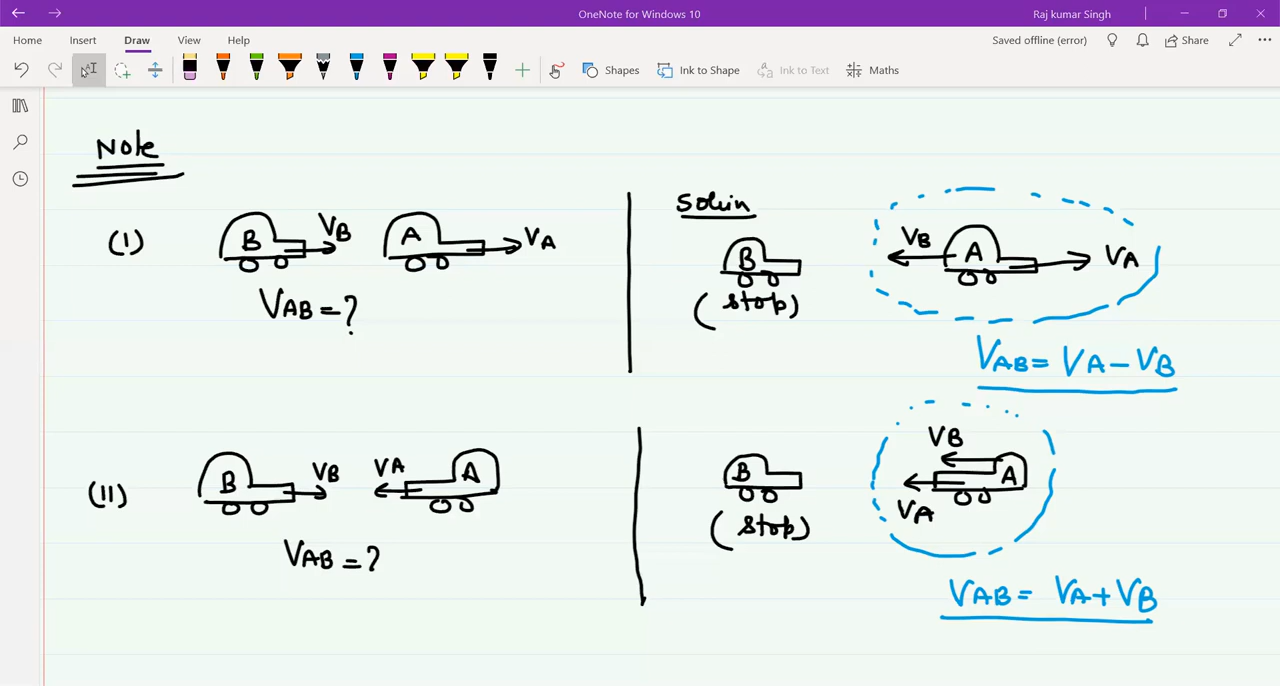 OneNote for Windows 10
Raj kumar Singh
Home Insert Draw View Help
Saved offline (error)
Share
Shapes
Ink to Shape
Ink to Text
Maths
Note
(I)
B VB A VA
VAB = ?
Solun
B
(Stop)
VB A VA
VAB = VA - VB
(II)
B VB VA A
VAB = ?
B
(Stop)
VB
A
VA
VAB = VA + VB